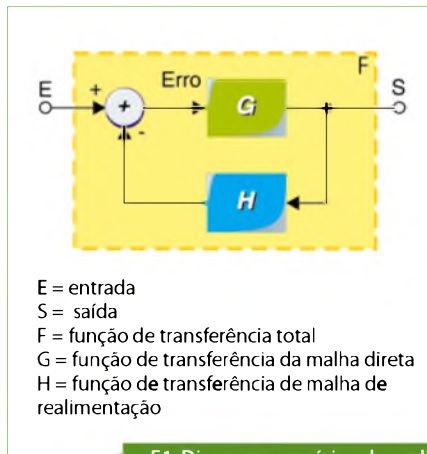 F
E
+
+
-
Erro
G
S
H
E = entrada
S = saída
F = função de transferência total
G = função de transferência da malha direta
H = função de transferência de malha de
realimentação